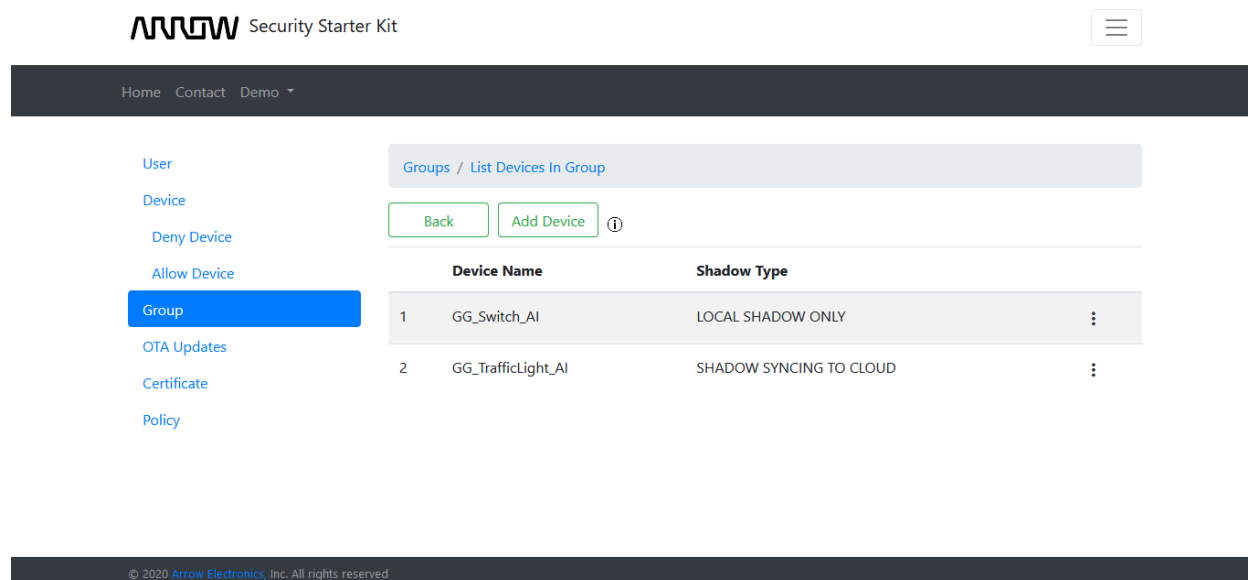 ARROW Security Starter Kit
Home Contact Demo
User
Device
Deny Device
Allow Device
Group
OTA Updates
Certificate
Policy
Groups / List Devices In Group
Back Add Device
Device Name Shadow Type
1 GG_Switch_AI LOCAL SHADOW ONLY
2 GG_TrafficLight_AI SHADOW SYNCING TO CLOUD
© 2020 Arrow Electronics, Inc. All rights reserved